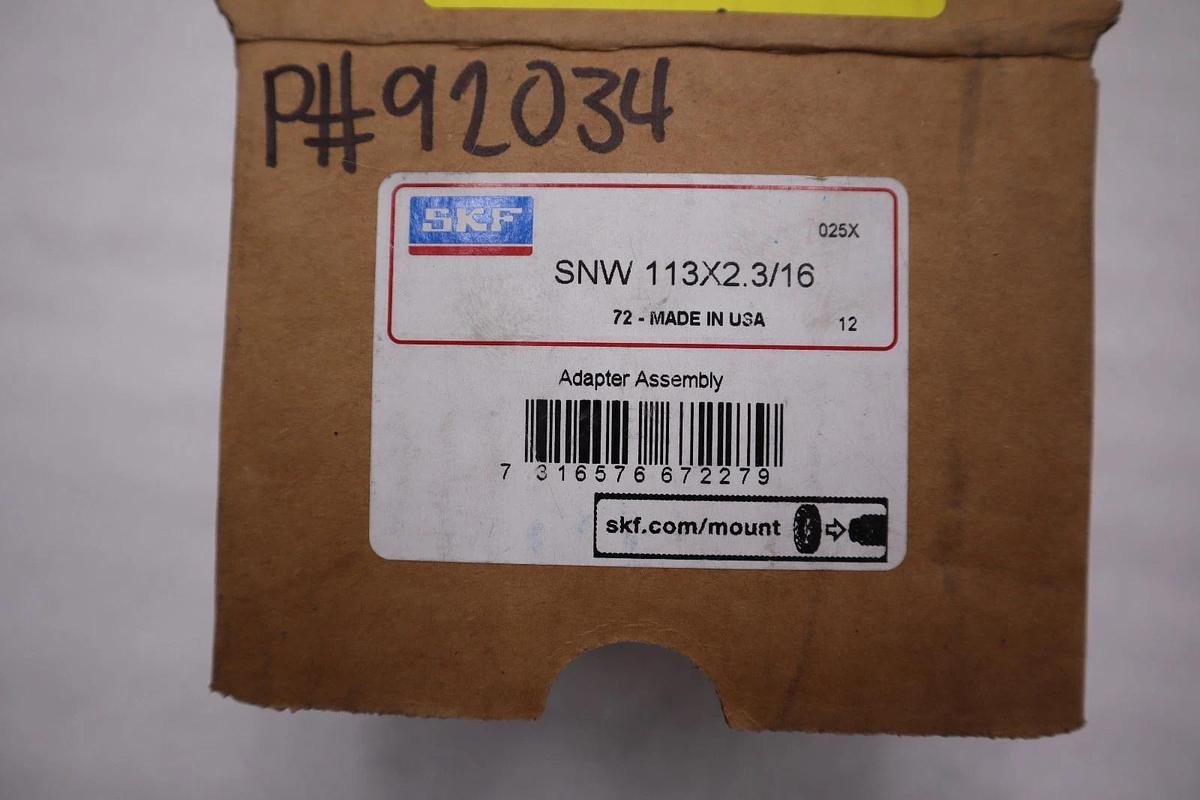 P#92034
SKF
025X
SNW 113X2.3/16
72 - MADE IN USA
12
Adapter Assembly
7 316576 672279
skf.com/mount